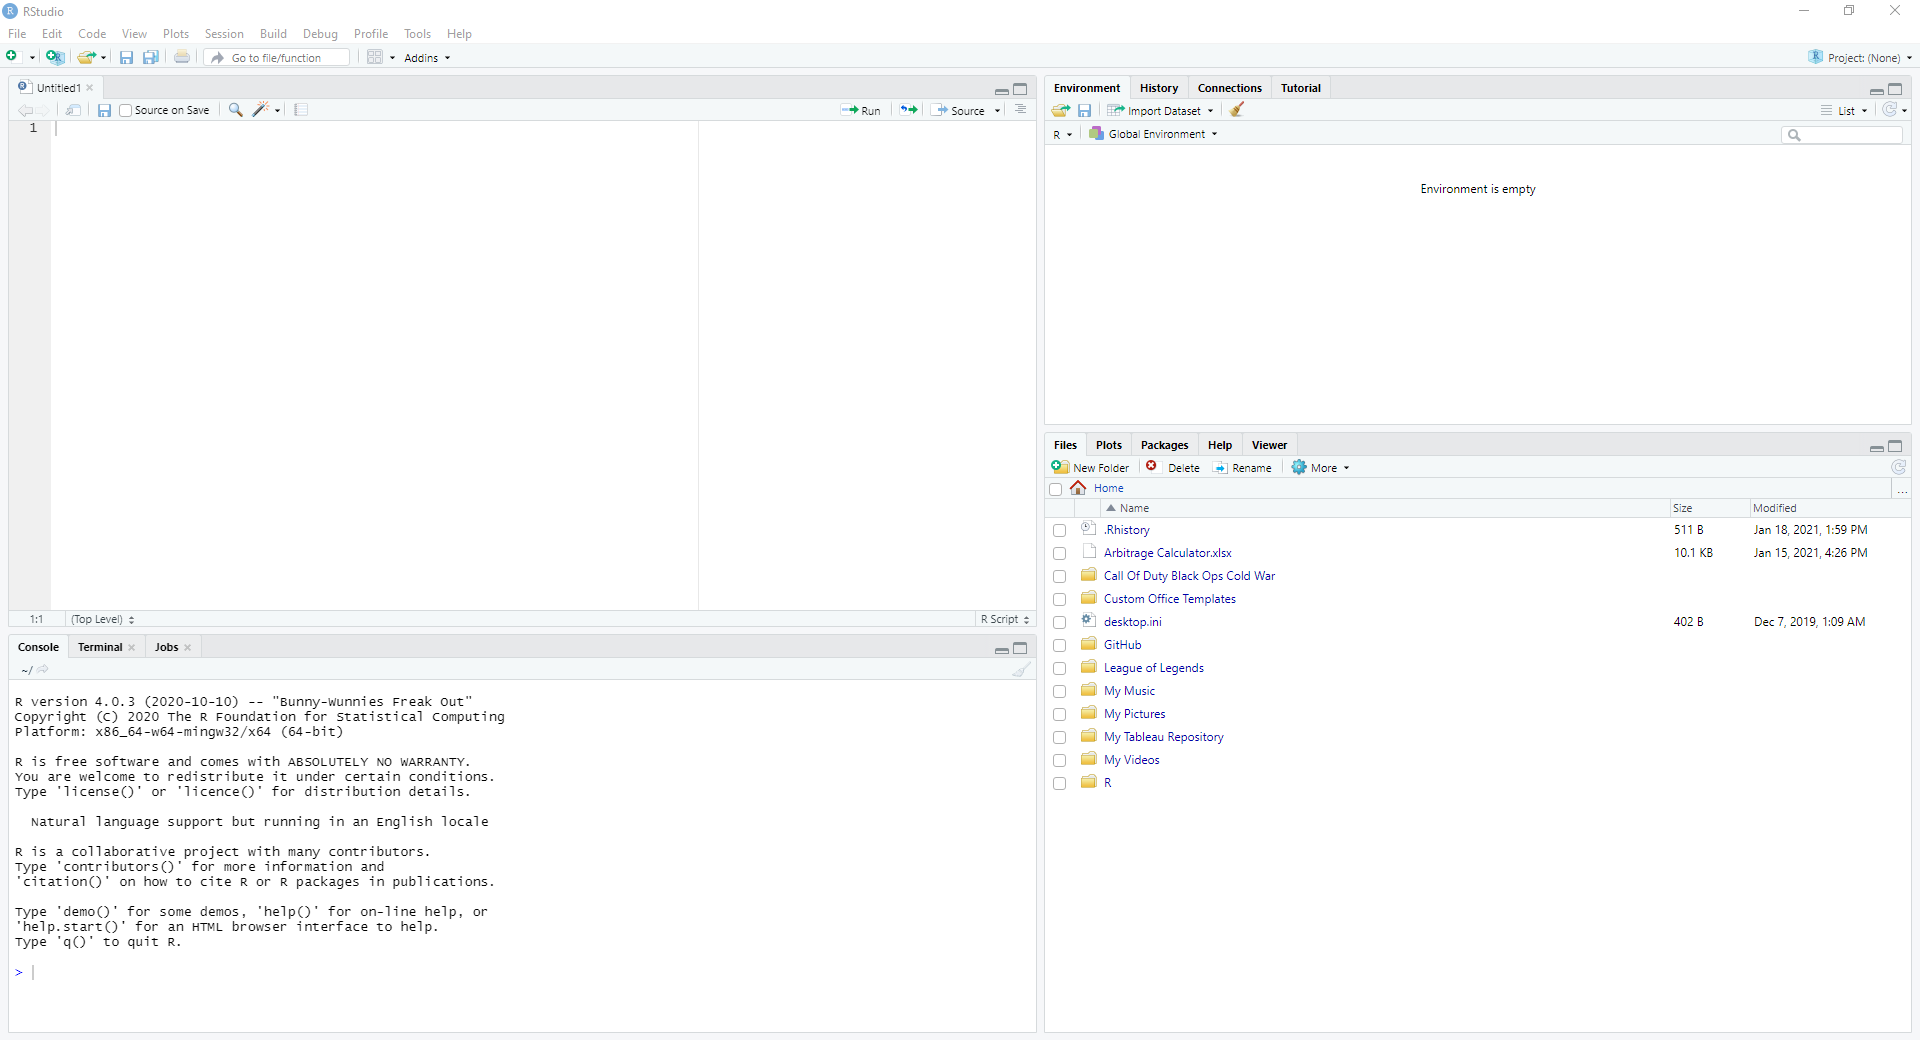 RStudio
File Edit Code View Plots Session Build Debug Profile Tools Help
Go to file/function Addins Project: (None)
Untitled1
Source on Save Run Source
1
1:1 (Top Level) R Script
Console Terminal Jobs
~/
R version 4.0.3 (2020-10-10) -- "Bunny-Wunnies Freak Out"
Copyright (C) 2020 The R Foundation for Statistical Computing
Platform: x86_64-w64-mingw32/x64 (64-bit)
R is free software and comes with ABSOLUTELY NO WARRANTY.
You are welcome to redistribute it under certain conditions.
Type 'license()' or 'licence()' for distribution details.
Natural language support but running in an English locale
R is a collaborative project with many contributors.
Type 'contributors()' for more information and
'citation()' on how to cite R or R packages in publications.
Type 'demo()' for some demos, 'help()' for on-line help, or
'help.start()' for an HTML browser interface to help.
Type 'q()' to quit R.
>
Environment History Connections Tutorial
Import Dataset List
R Global Environment
Environment is empty
Files Plots Packages Help Viewer
New Folder Delete Rename More
Home ...
Name Size Modified
.Rhistory 511 B Jan 18, 2021, 1:59 PM
Arbitrage Calculator.xlsx 10.1 KB Jan 15, 2021, 4:26 PM
Call Of Duty Black Ops Cold War
Custom Office Templates
desktop.ini 402 B Dec 7, 2019, 1:09 AM
GitHub
League of Legends
My Music
My Pictures
My Tableau Repository
My Videos
R